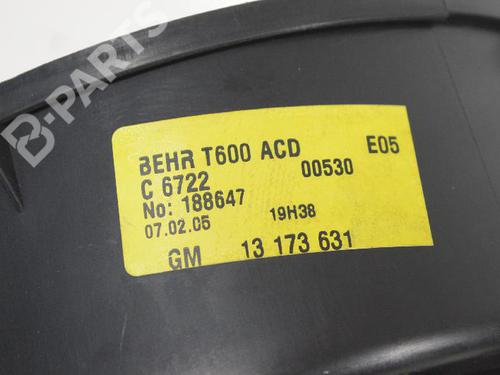 B-PARTS
BEHR T600 ACD E05
C 6722 00530
No: 188647
07.02.05 19H38
GM 13 173 631